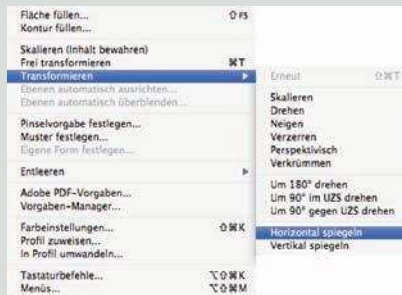 Fläche füllen... ⇧F5
Kontur füllen...
Skalieren (Inhalt bewahren)
Frei transformieren ⌘T
Transformieren ▶
Ebenen automatisch ausrichten...
Ebenen automatisch überblenden...
Pinselvorgabe festlegen...
Muster festlegen...
Eigene Form festlegen...
Entleeren ▶
Adobe PDF-Vorgaben...
Vorgaben-Manager...
Farbeinstellungen... ⇧⌘K
Profil zuweisen...
In Profil umwandeln...
Tastaturbefehle... ⌥⇧⌘K
Menüs... ⌥⇧⌘M
Erneut ⇧⌘T
Skalieren
Drehen
Neigen
Verzerren
Perspektivisch
Verkrümmen
Um 180° drehen
Um 90° im UZS drehen
Um 90° gegen UZS drehen
Horizontal spiegeln
Vertikal spiegeln